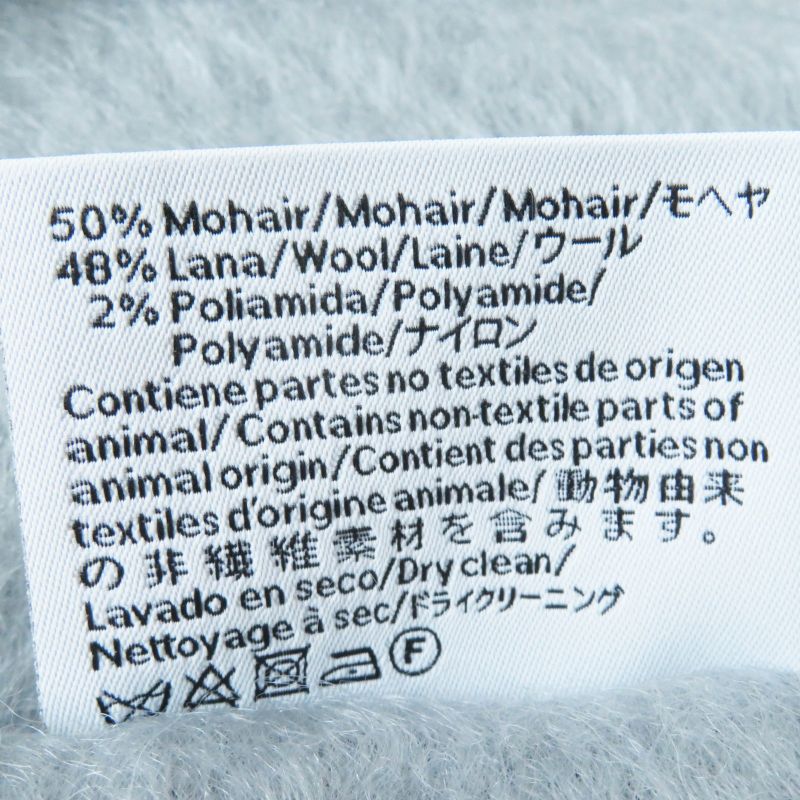 50% Mohair/Mohair/Mohair/モヘヤ
48% Lana/Wool/Laine/ウール
2% Poliamida/Polyamide/
Polyamide/ナイロン
Contiene partes no textiles de origen
animal/Contains non-textile parts of
animal origin/Contient des parties non
textiles d'origine animale/動物由来
の非繊維素材を含みます。
Lavado en seco/Dry clean/
Nettoyage à sec/ドライクリーニング
F